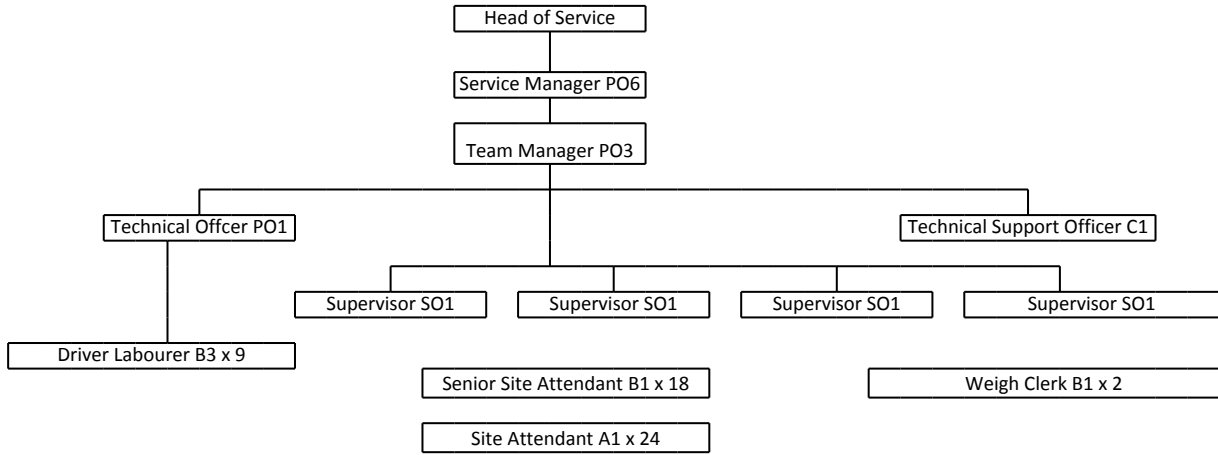 Head of Service
Service Manager PO6
Team Manager PO3
Technical Offcer PO1
Technical Support Officer C1
Supervisor SO1
Supervisor SO1
Supervisor SO1
Supervisor SO1
Driver Labourer B3 x 9
Senior Site Attendant B1 x 18
Weigh Clerk B1 x 2
Site Attendant A1 x 24